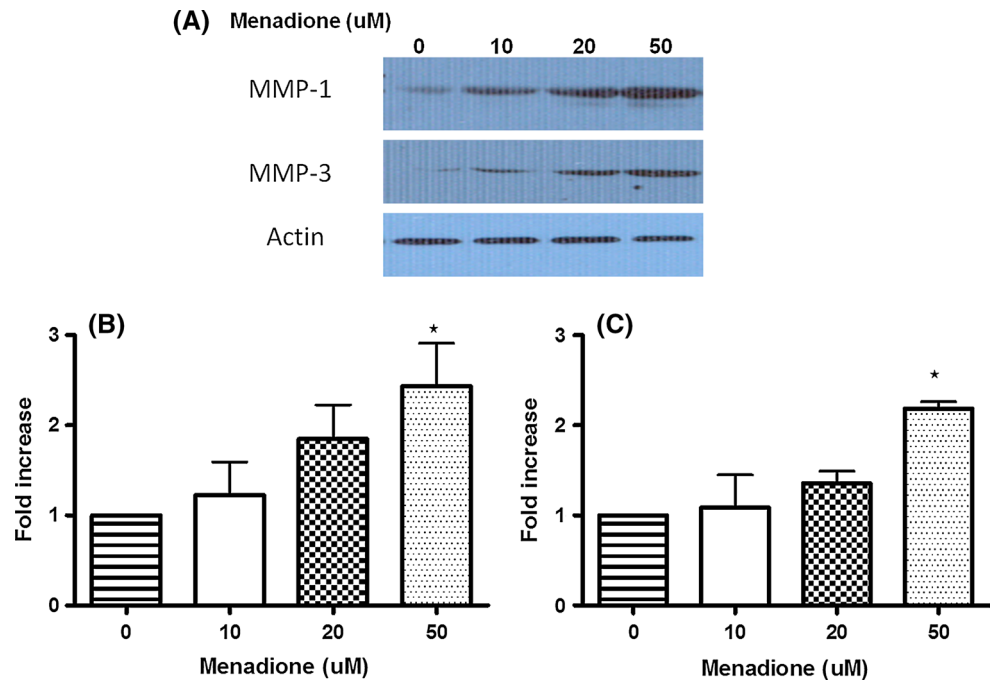 (A) Menadione (uM)
0 10 20 50
MMP-1
MMP-3
Actin
(B)
3
2
1
0
Fold increase
*
0 10 20 50
Menadione (uM)
(C)
3
2
1
0
Fold increase
*
0 10 20 50
Menadione (uM)